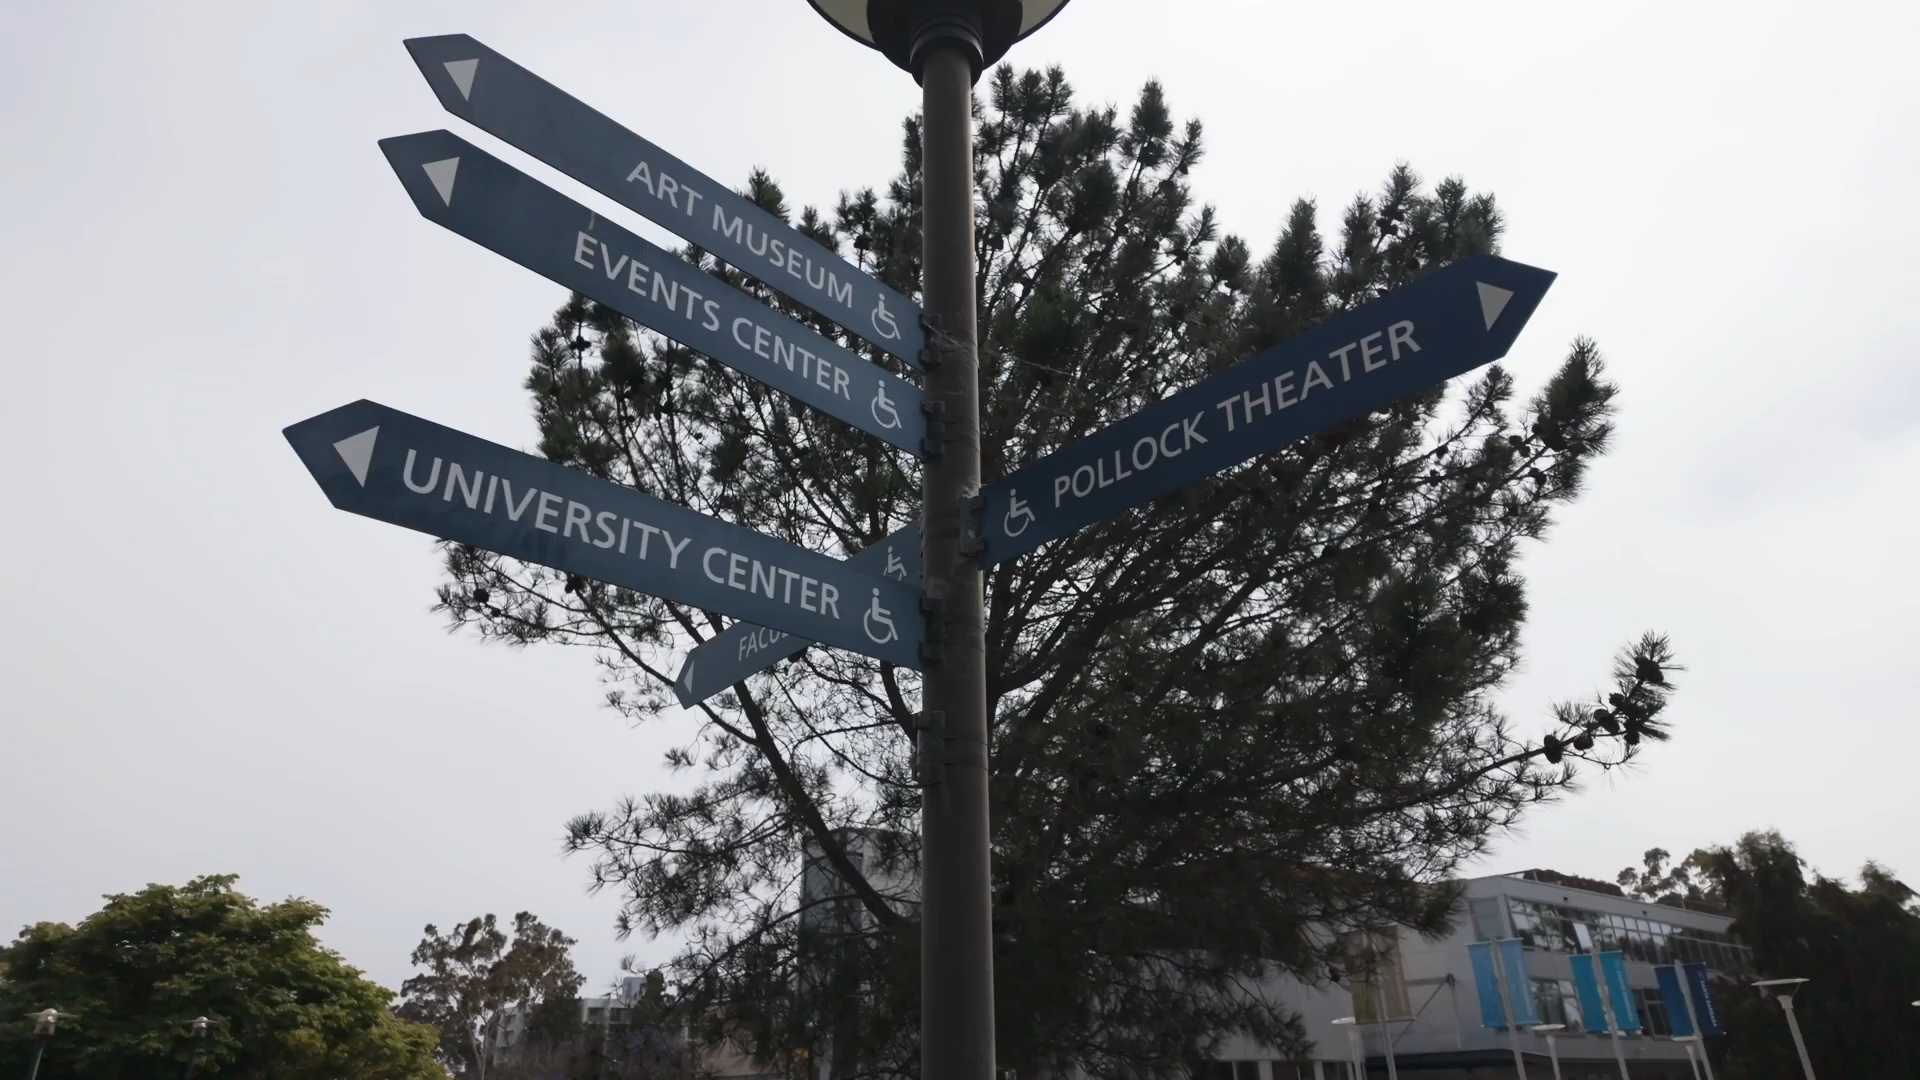 ART MUSEUM
EVENTS CENTER
POLLOCK THEATER
UNIVERSITY CENTER